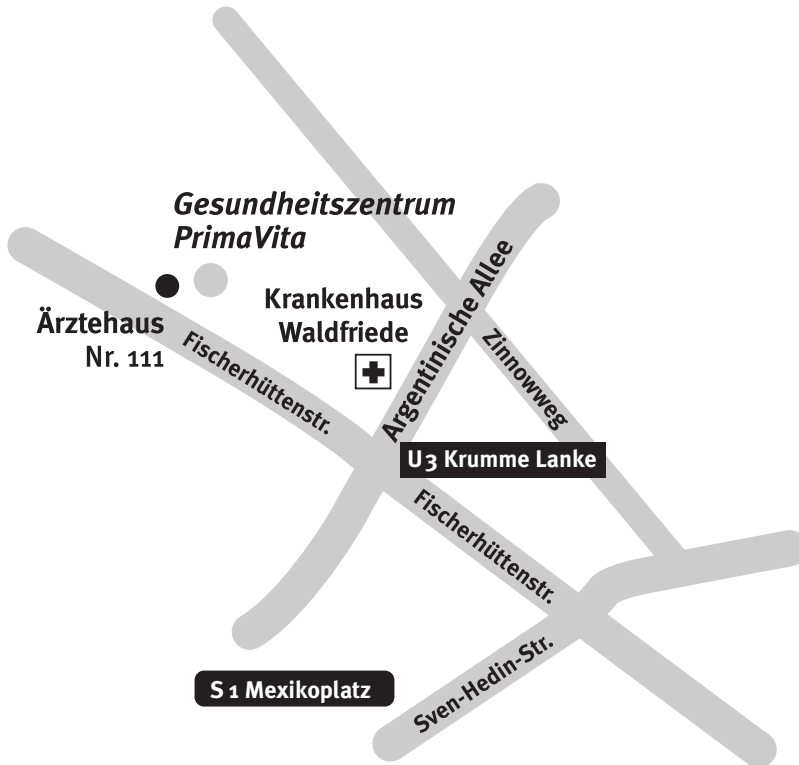 Gesundheitszentrum
PrimaVita
Ärztehaus
Nr. 111
Krankenhaus
Waldfriede
Fischerhüttenstr.
Argentinische Allee
Zinnowweg
U3 Krumme Lanke
Fischerhüttenstr.
Sven-Hedin-Str.
S1 Mexikoplatz